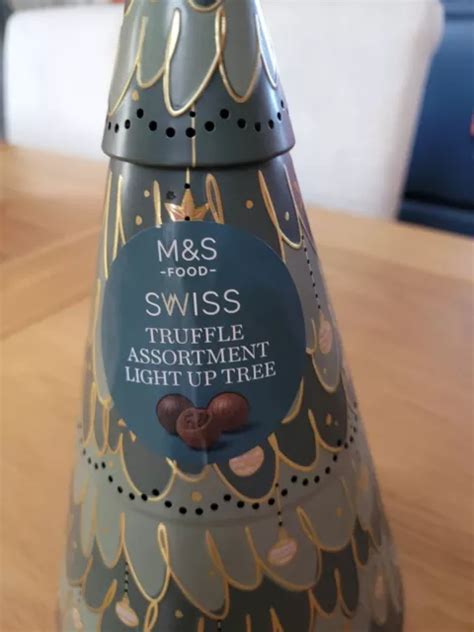 M&S
-FOOD-
SWISS
TRUFFLE
ASSORTMENT
LIGHT UP TREE